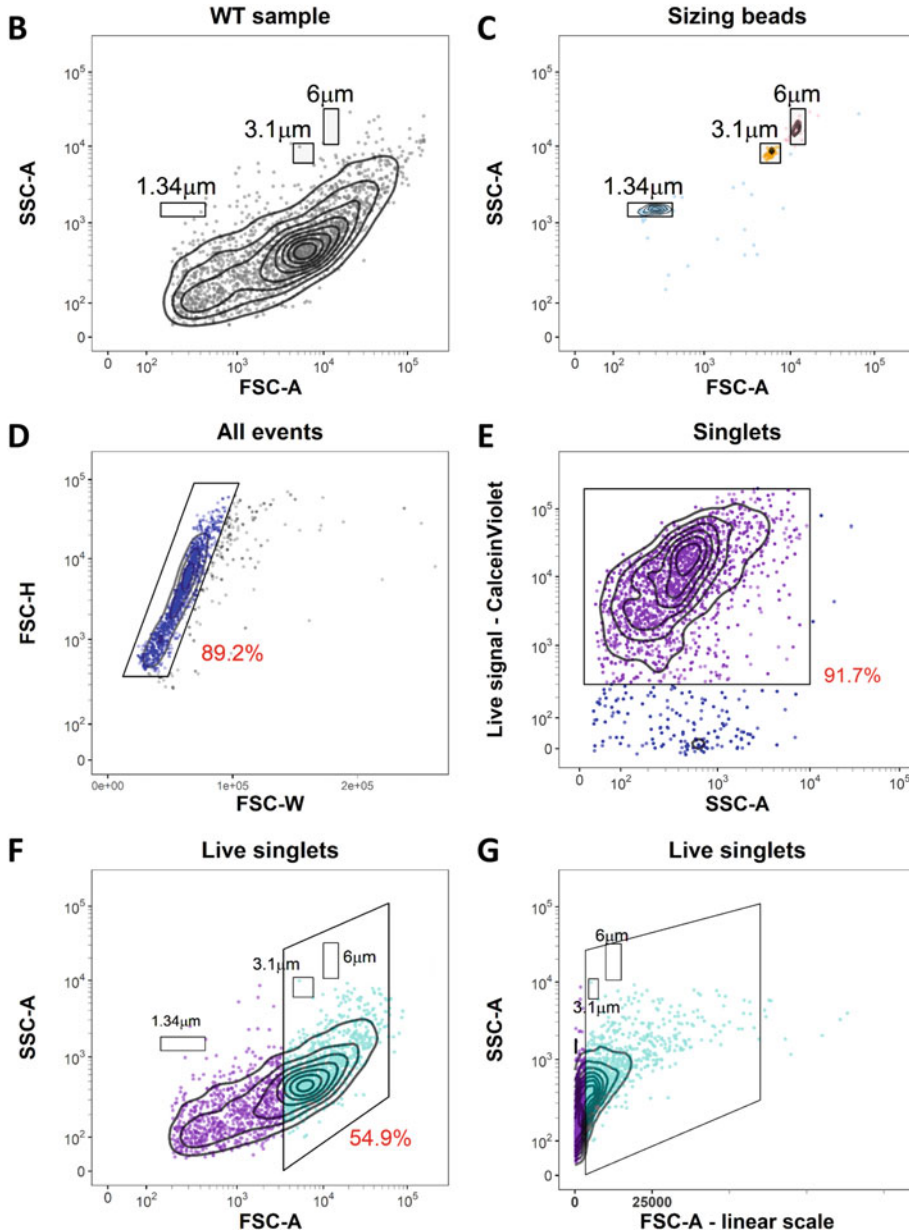 B
WT sample
SSC-A
10⁵
10⁴
10³
10²
0
6μm
3.1μm
1.34μm
0
10²
10³
10⁴
10⁵
FSC-A
C
Sizing beads
SSC-A
10⁵
10⁴
10³
10²
0
6μm
3.1μm
1.34μm
0
10²
10³
10⁴
10⁵
FSC-A
D
All events
FSC-H
10⁵
10⁴
10³
10²
0
89.2%
0e+00
1e+05
2e+05
FSC-W
E
Singlets
Live signal - CalceinViolet
10⁵
10⁴
10³
10²
0
91.7%
0
10²
10³
10⁴
10⁵
SSC-A
F
Live singlets
SSC-A
10⁵
10⁴
10³
10²
0
3.1μm
6μm
1.34μm
54.9%
0
10²
10³
10⁴
10⁵
FSC-A
G
Live singlets
SSC-A
10⁵
10⁴
10³
10²
0
6μm
3.1μm
0
25000
FSC-A - linear scale